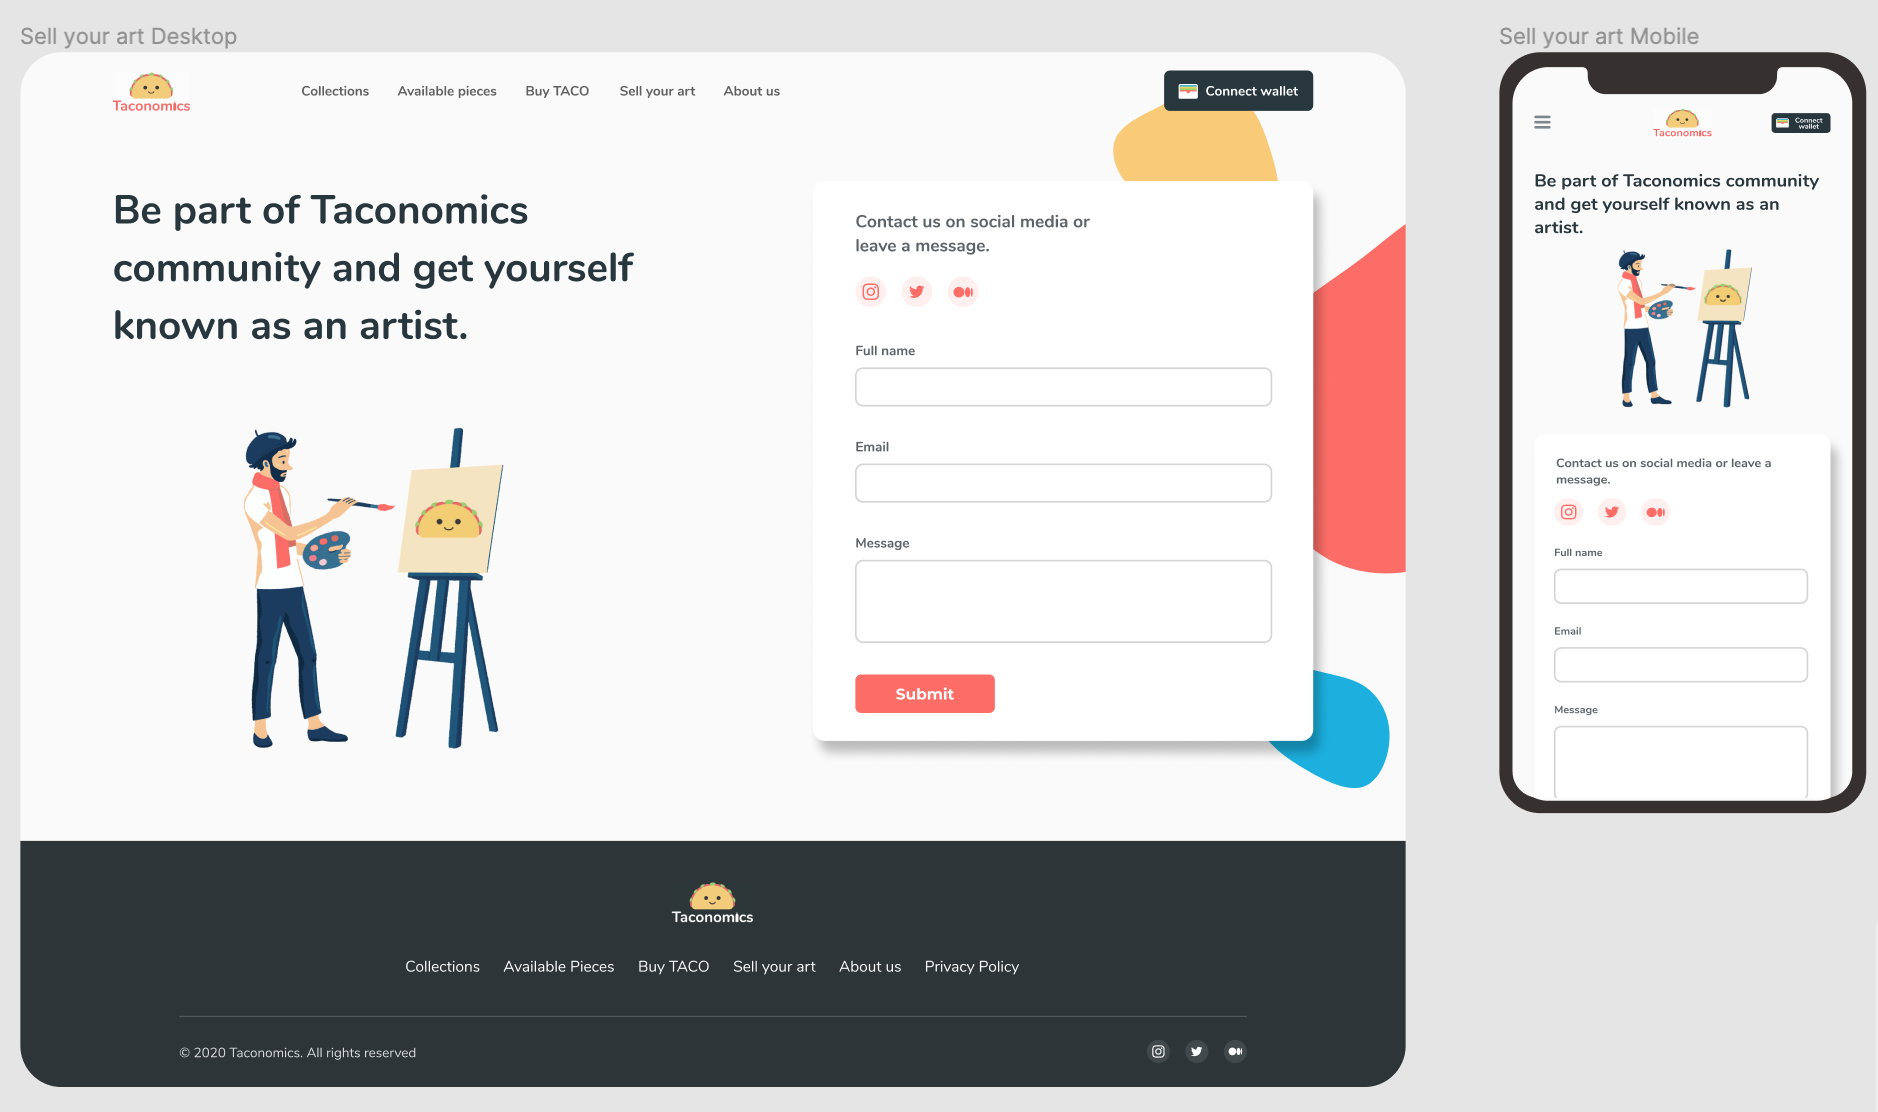 Sell your art Desktop
Taconomics
Collections
Available pieces
Buy TACO
Sell your art
About us
Connect wallet
Be part of Taconomics
community and get yourself
known as an artist.
Contact us on social media or
leave a message.
Full name
Email
Message
Submit
Taconomics
Collections
Available Pieces
Buy TACO
Sell your art
About us
Privacy Policy
© 2020 Taconomics. All rights reserved
Sell your art Mobile
Taconomics
Connect
wallet
Be part of Taconomics community
and get yourself known as an
artist.
Contact us on social media or leave a
message.
Full name
Email
Message